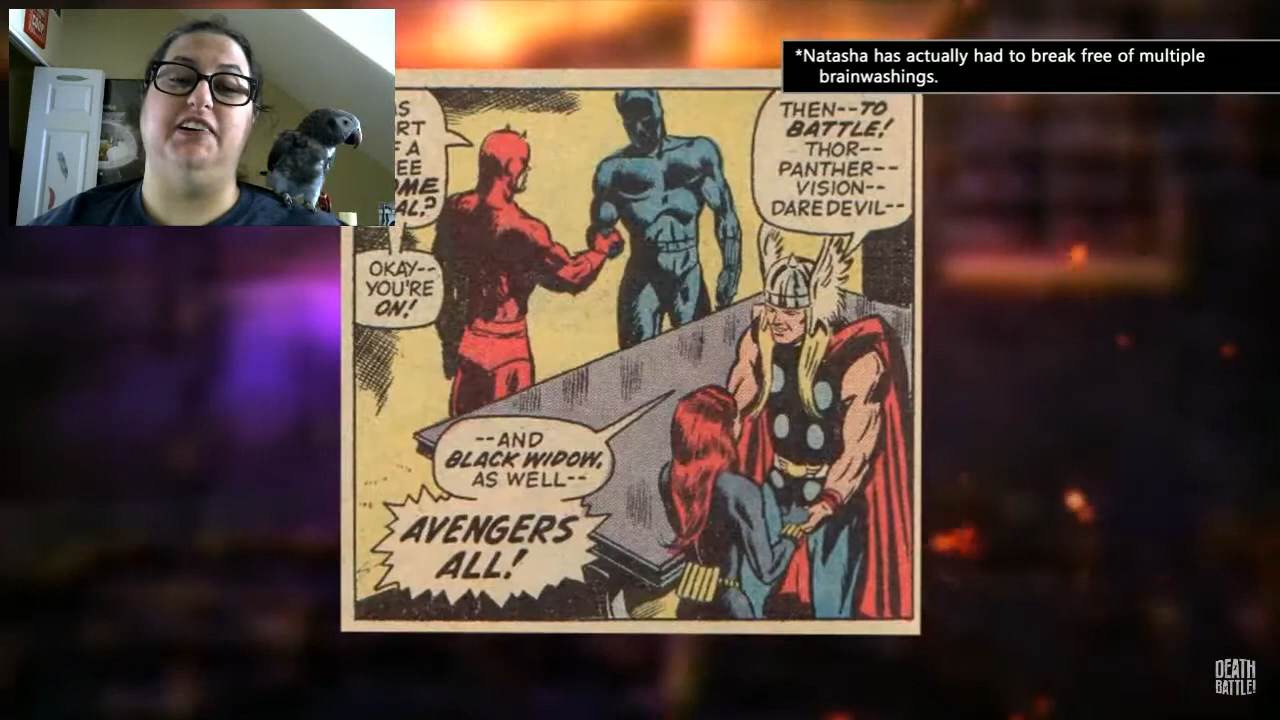 *Natasha has actually had to break free of multiple
brainwashings.
OKAY--
YOU'RE
ON!
THEN--TO
BATTLE!
THOR--
PANTHER--
VISION--
DAREDEVIL--
--AND
BLACK WIDOW,
AS WELL--
AVENGERS
ALL!
DEATH
BATTLE!